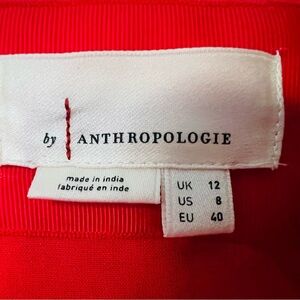 by ANTHROPOLOGIE
made in india
fabriqué en inde
UK 12
US 8
EU 40